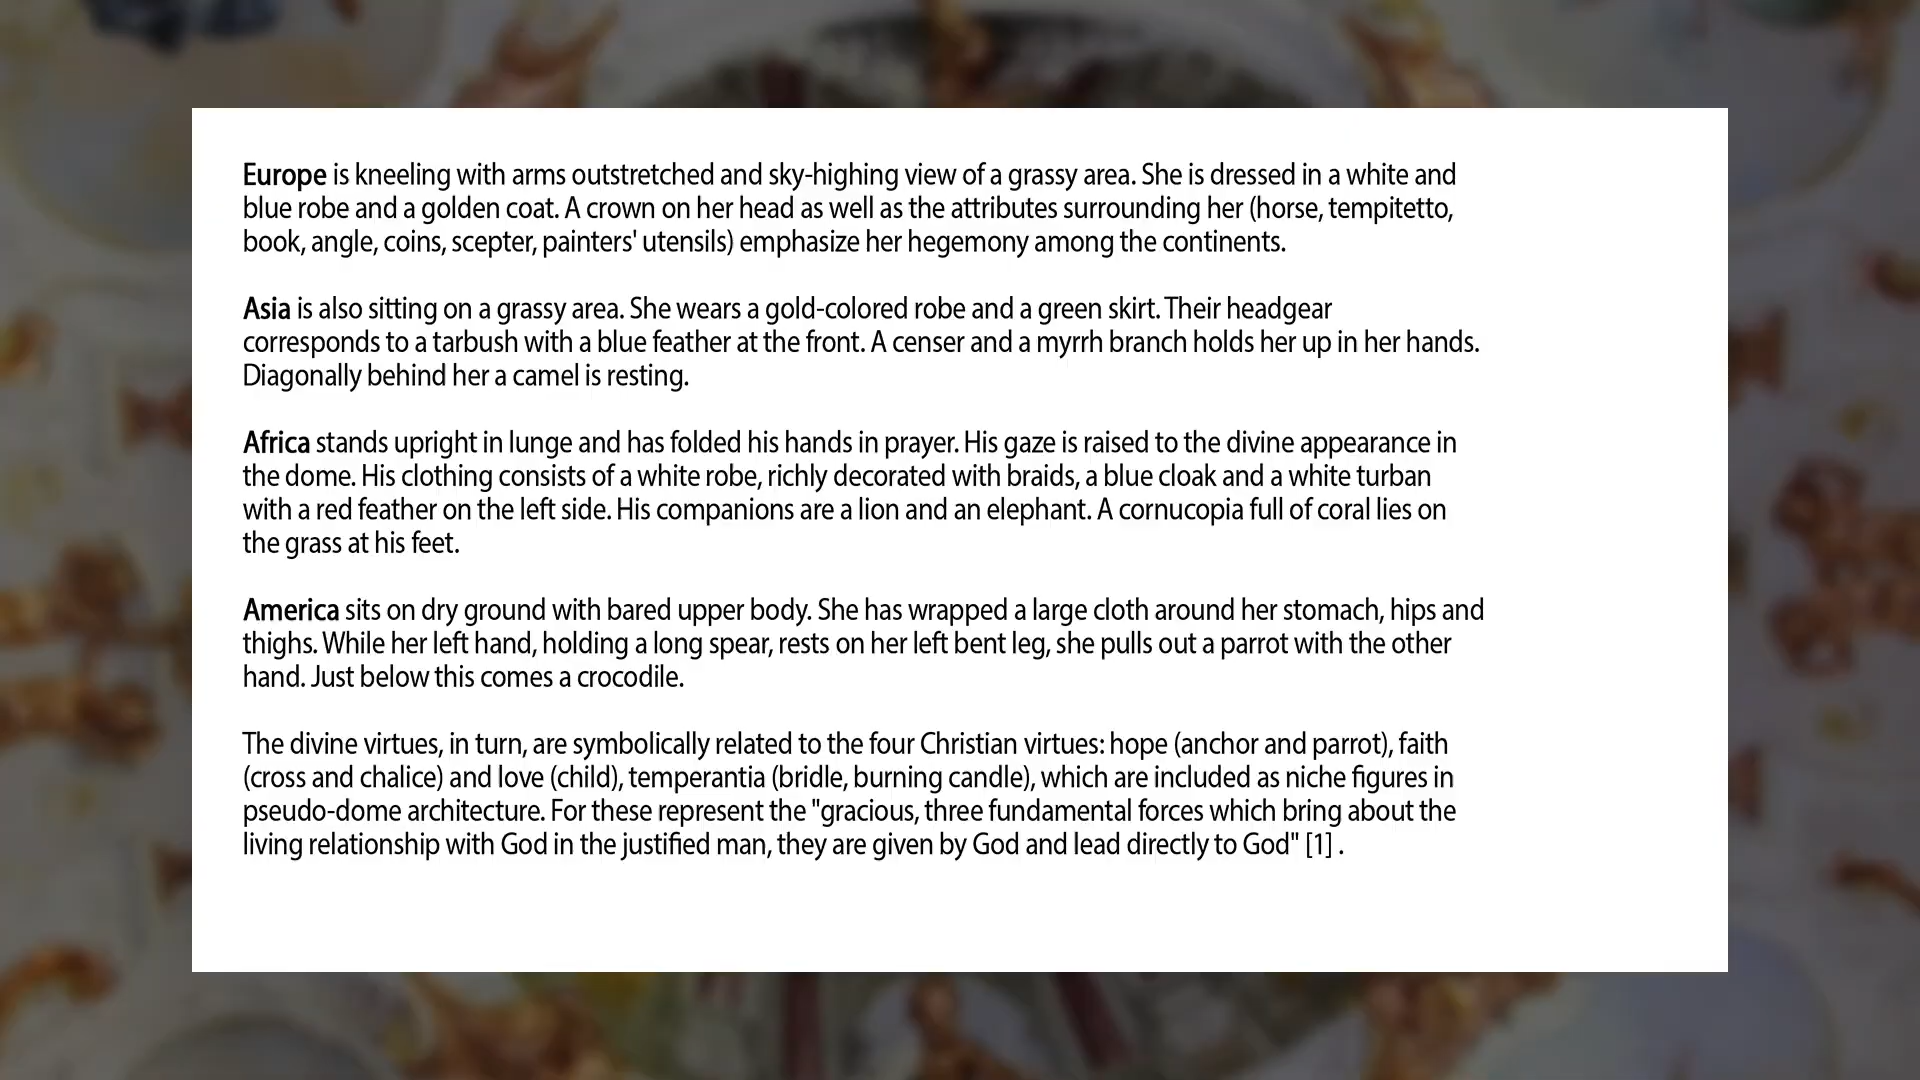 Europe is kneeling with arms outstretched and sky-highing view of a grassy area. She is dressed in a white and
blue robe and a golden coat. A crown on her head as well as the attributes surrounding her (horse, tempitetto,
book, angle, coins, scepter, painters' utensils) emphasize her hegemony among the continents.
Asia is also sitting on a grassy area. She wears a gold-colored robe and a green skirt. Their headgear
corresponds to a tarbush with a blue feather at the front. A censer and a myrrh branch holds her up in her hands.
Diagonally behind her a camel is resting.
Africa stands upright in lunge and has folded his hands in prayer. His gaze is raised to the divine appearance in
the dome. His clothing consists of a white robe, richly decorated with braids, a blue cloak and a white turban
with a red feather on the left side. His companions are a lion and an elephant. A cornucopia full of coral lies on
the grass at his feet.
America sits on dry ground with bared upper body. She has wrapped a large cloth around her stomach, hips and
thighs. While her left hand, holding a long spear, rests on her left bent leg, she pulls out a parrot with the other
hand. Just below this comes a crocodile.
The divine virtues, in turn, are symbolically related to the four Christian virtues: hope (anchor and parrot), faith
(cross and chalice) and love (child), temperantia (bridle, burning candle), which are included as niche figures in
pseudo-dome architecture. For these represent the "gracious, three fundamental forces which bring about the
living relationship with God in the justified man, they are given by God and lead directly to God" [1] .